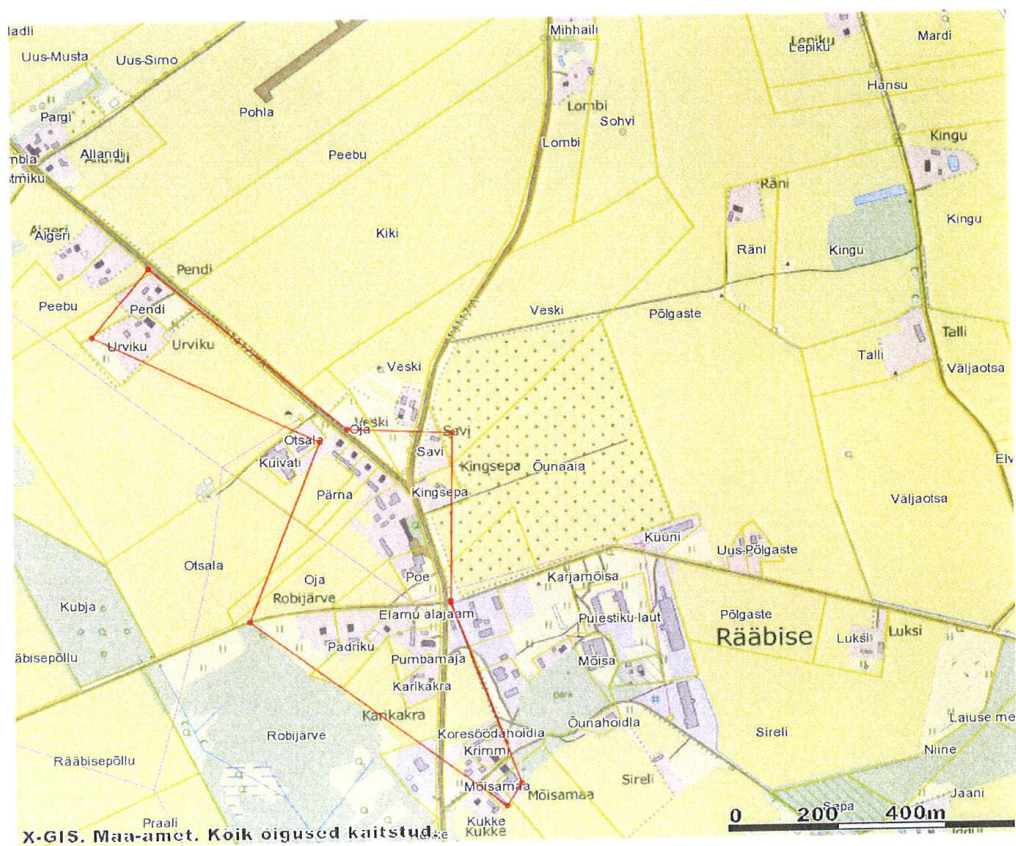 Mihhaili
Lepiku
Lepiku
Mardi
Uus-Musta
Uus-Simo
Hansu
Pargi
Pohla
Lombi
Sohvi
Kingu
Allandi
Peebu
Lombi
Räni
Algeri
Kiki
Räni
Kingu
Kingu
Pendi
Peebu
Pendi
Veski
Põlgaste
Urviku
Urviku
Talli
Talli
Veski
Väljaotsa
Veski
Oja
Savi
Otsala
Savi
Kuivati
Kingsepa
Õunaaia
Pärna
Kingsepa
Väljaotsa
Kuuni
Uus-Põlgaste
Otsala
Oja
Poe
Karjamõisa
Kubja
Robijärve
Elamu alajaam
Puiestiku-laut
Põlgaste
Rääbise
Luksi
Luksi
Padriku
Pumbamaja
Mõisa
Karikakra
Karikakra
Õunahoidla
Robijärve
Koresöödahoidla
Sireli
Krimmi
Niine
Rääbisepõllu
Sireli
Mõisamaa
Mõisamaa
Jaani
Kukke
Kukke
Praali
Sepa
0 200 400m
X-GIS. Maa-amet. Kõik õigused kaitstud.